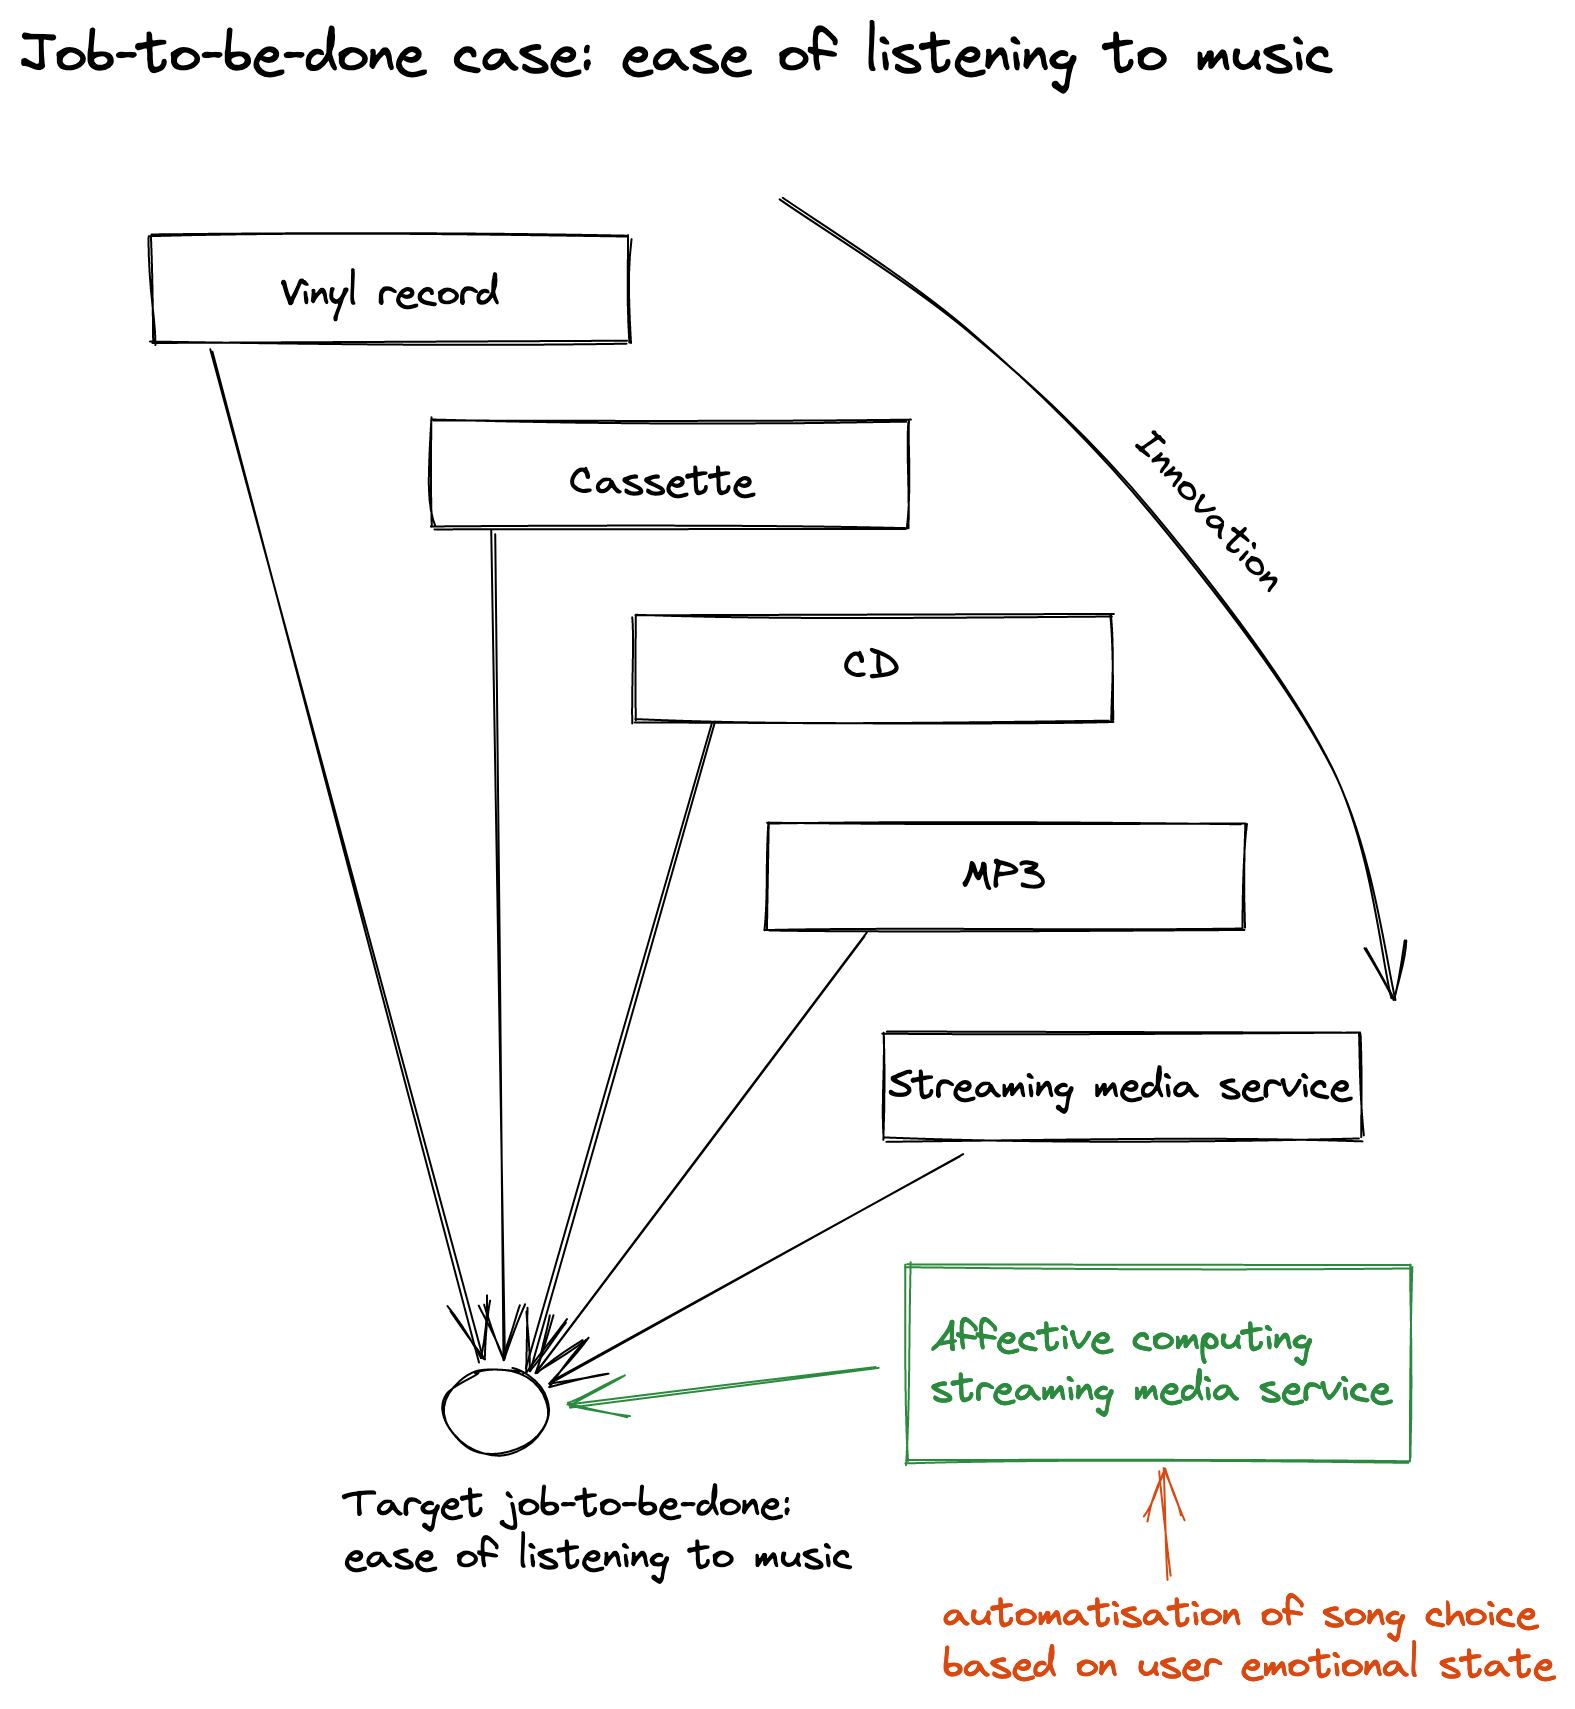 Job-to-be-done case: ease of listening to music
Vinyl record
Cassette
Innovation
CD
MP3
Streaming media service
Affective computing
streaming media service
Target job-to-be-done:
ease of listening to music
automatisation of song choice
based on user emotional state